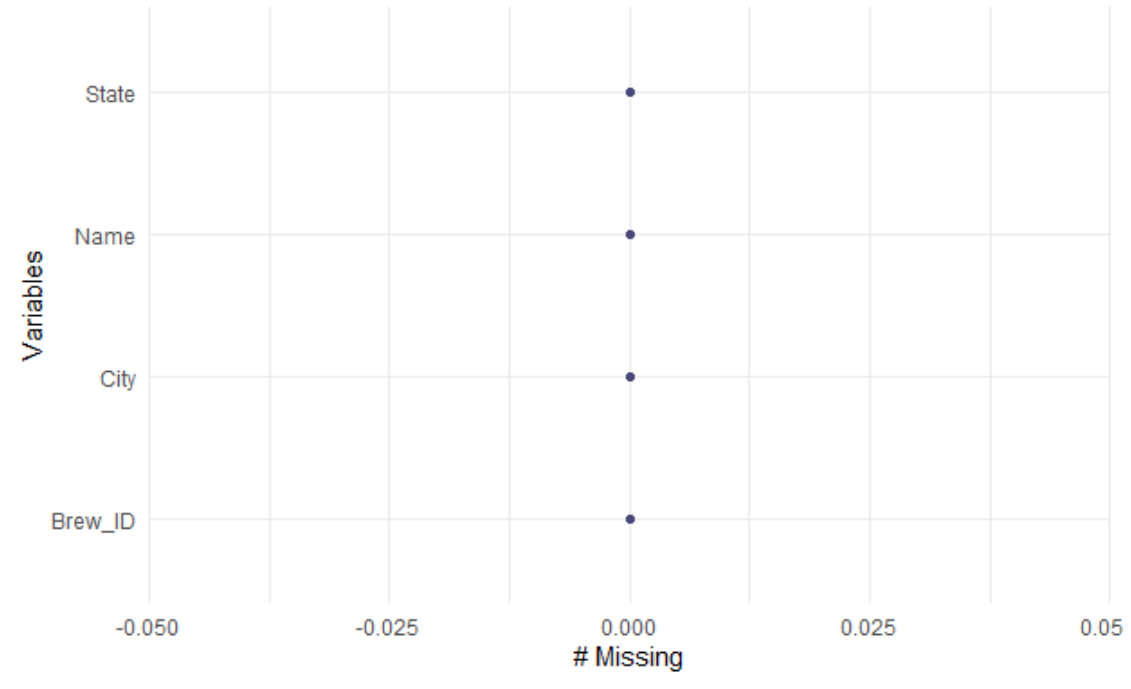 State
Name
City
Brew_ID
Variables
-0.050
-0.025
0.000
0.025
0.05
# Missing